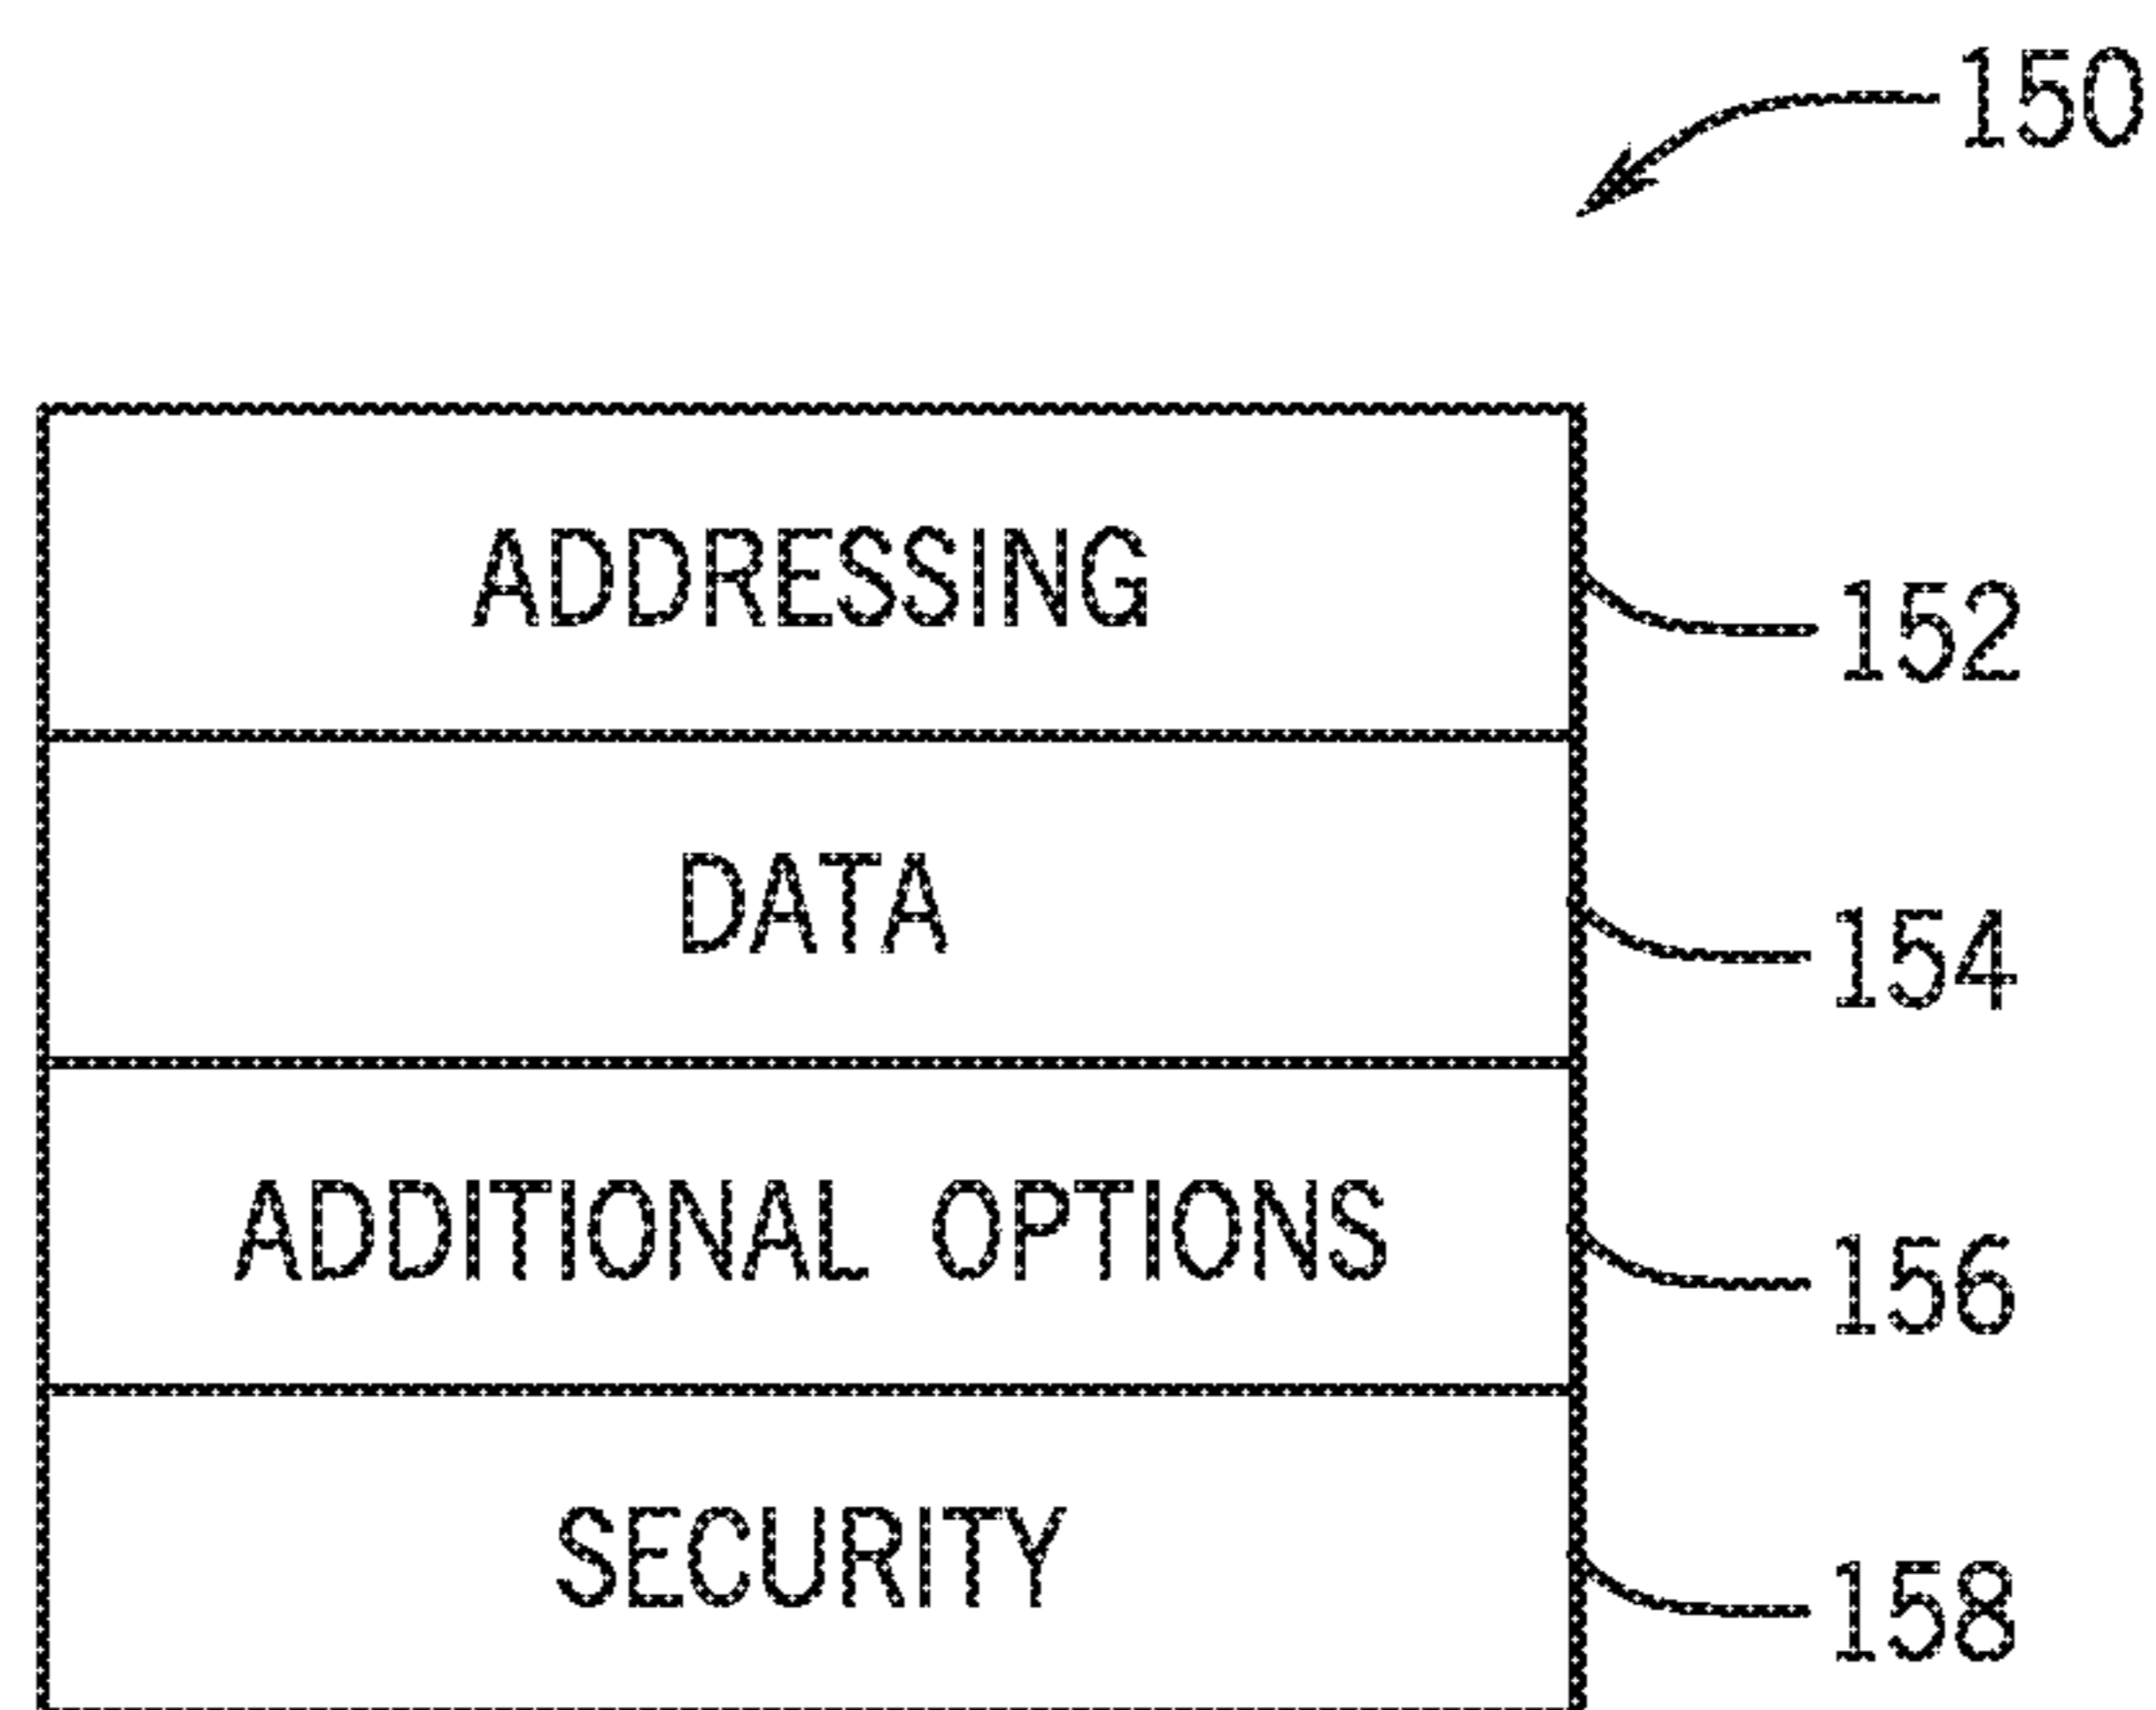 150
ADDRESSING
152
DATA
154
ADDITIONAL OPTIONS
156
SECURITY
158